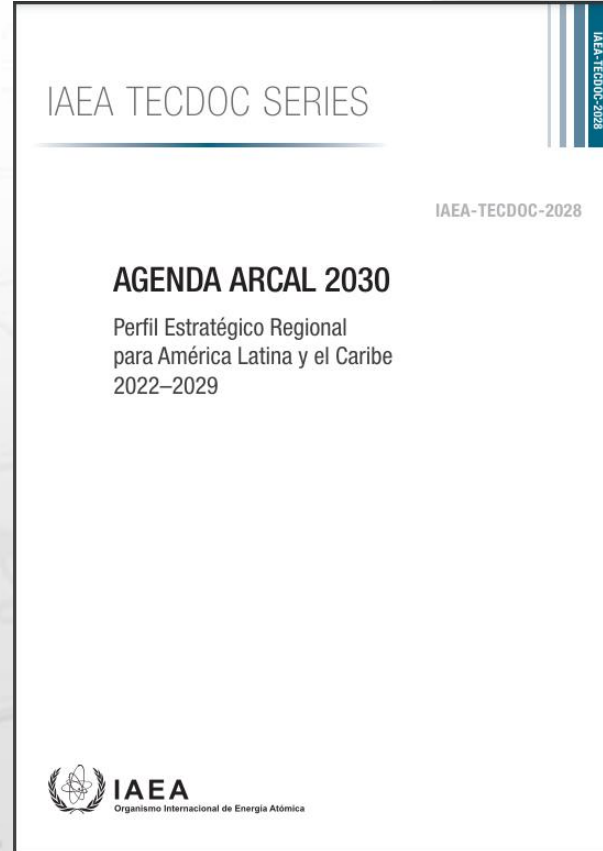 IAEA TECDOC SERIES
IAEA-TECDOC-2028
IAEA-TECDOC-2028
AGENDA ARCAL 2030
Perfil Estratégico Regional
para América Latina y el Caribe
2022–2029
IAEA
Organismo Internacional de Energía Atómica